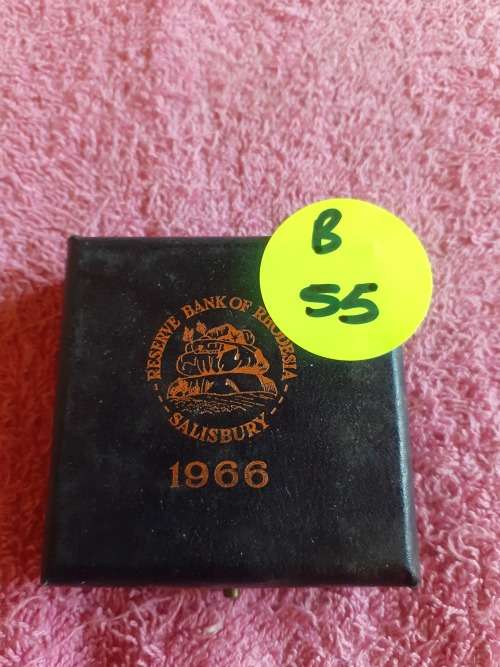 B
55
RESERVE BANK OF RHODESIA
SALISBURY
1966